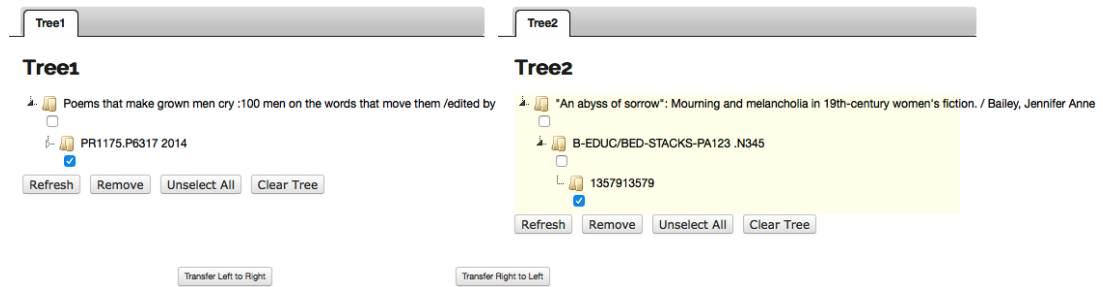 Tree1
Tree2
Tree1
Poems that make grown men cry :100 men on the words that move them /edited by
PR1175.P6317 2014
Refresh Remove Unselect All Clear Tree
Tree2
"An abyss of sorrow": Mourning and melancholia in 19th-century women's fiction. / Bailey, Jennifer Anne
B-EDUC/BED-STACKS-PA123 .N345
1357913579
Refresh Remove Unselect All Clear Tree
Transfer Left to Right
Transfer Right to Left